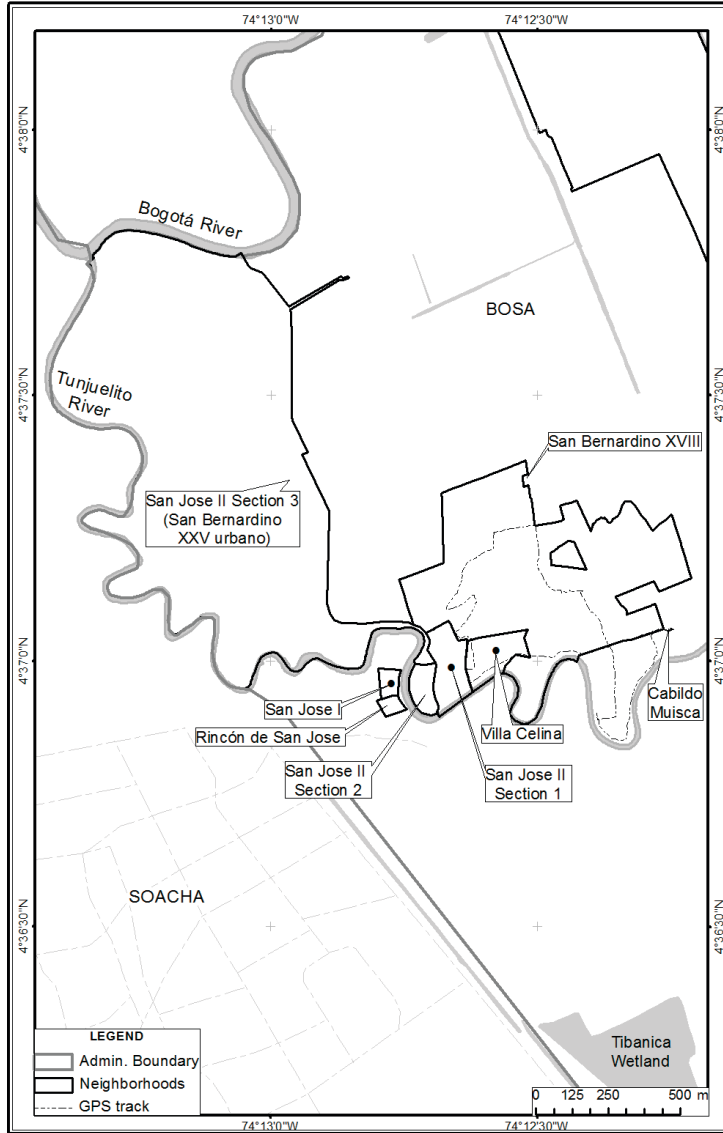 74°13'0"W
74°12'30"W
4°38'0"N
4°38'0"N
Bogotá River
BOSA
Tunjuelito
River
4°37'30"N
4°37'30"N
San Bernardino XVIII
San Jose II Section 3
(San Bernardino
XXV urbano)
4°37'0"N
4°37'0"N
San Jose I
Rincón de San Jose
San Jose II
Section 2
Villa Celina
San Jose II
Section 1
Cabildo
Muisca
SOACHA
4°36'30"N
4°36'30"N
Tibanica
Wetland
LEGEND
Admin. Boundary
Neighborhoods
GPS track
0 125 250 500 m
74°13'0"W
74°12'30"W